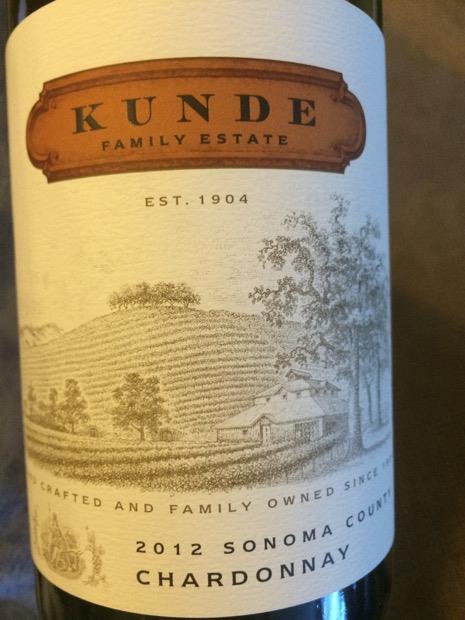 KUNDE
FAMILY ESTATE
EST. 1904
CRAFTED AND FAMILY OWNED SINCE
2012 SONOMA COUNTY
CHARDONNAY